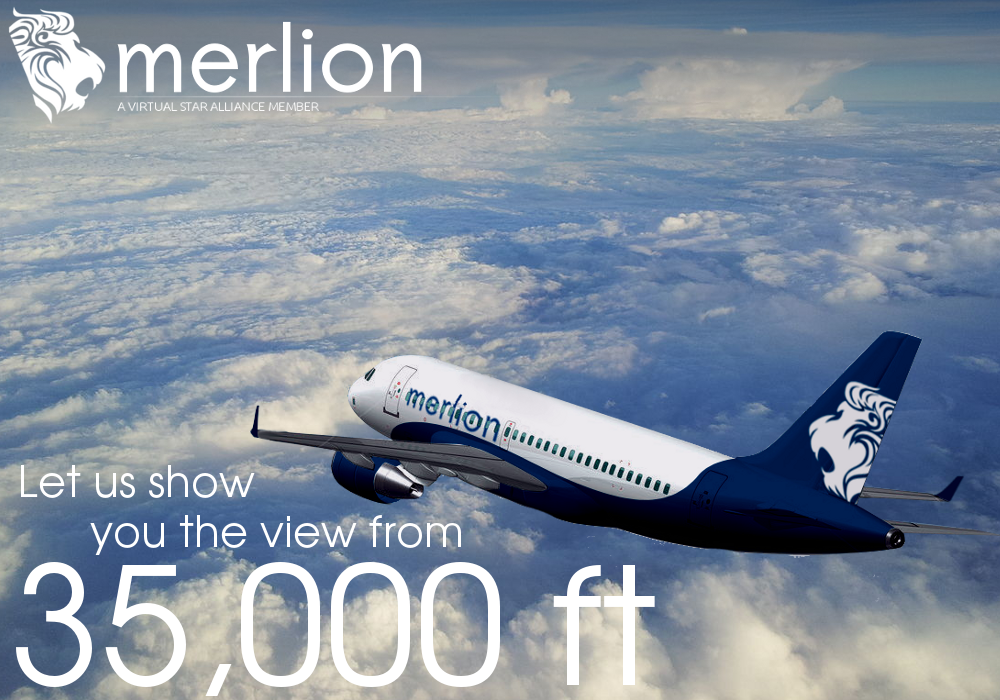 merlion
A VIRTUAL STAR ALLIANCE MEMBER
merlion
Let us show
you the view from
35,000 ft